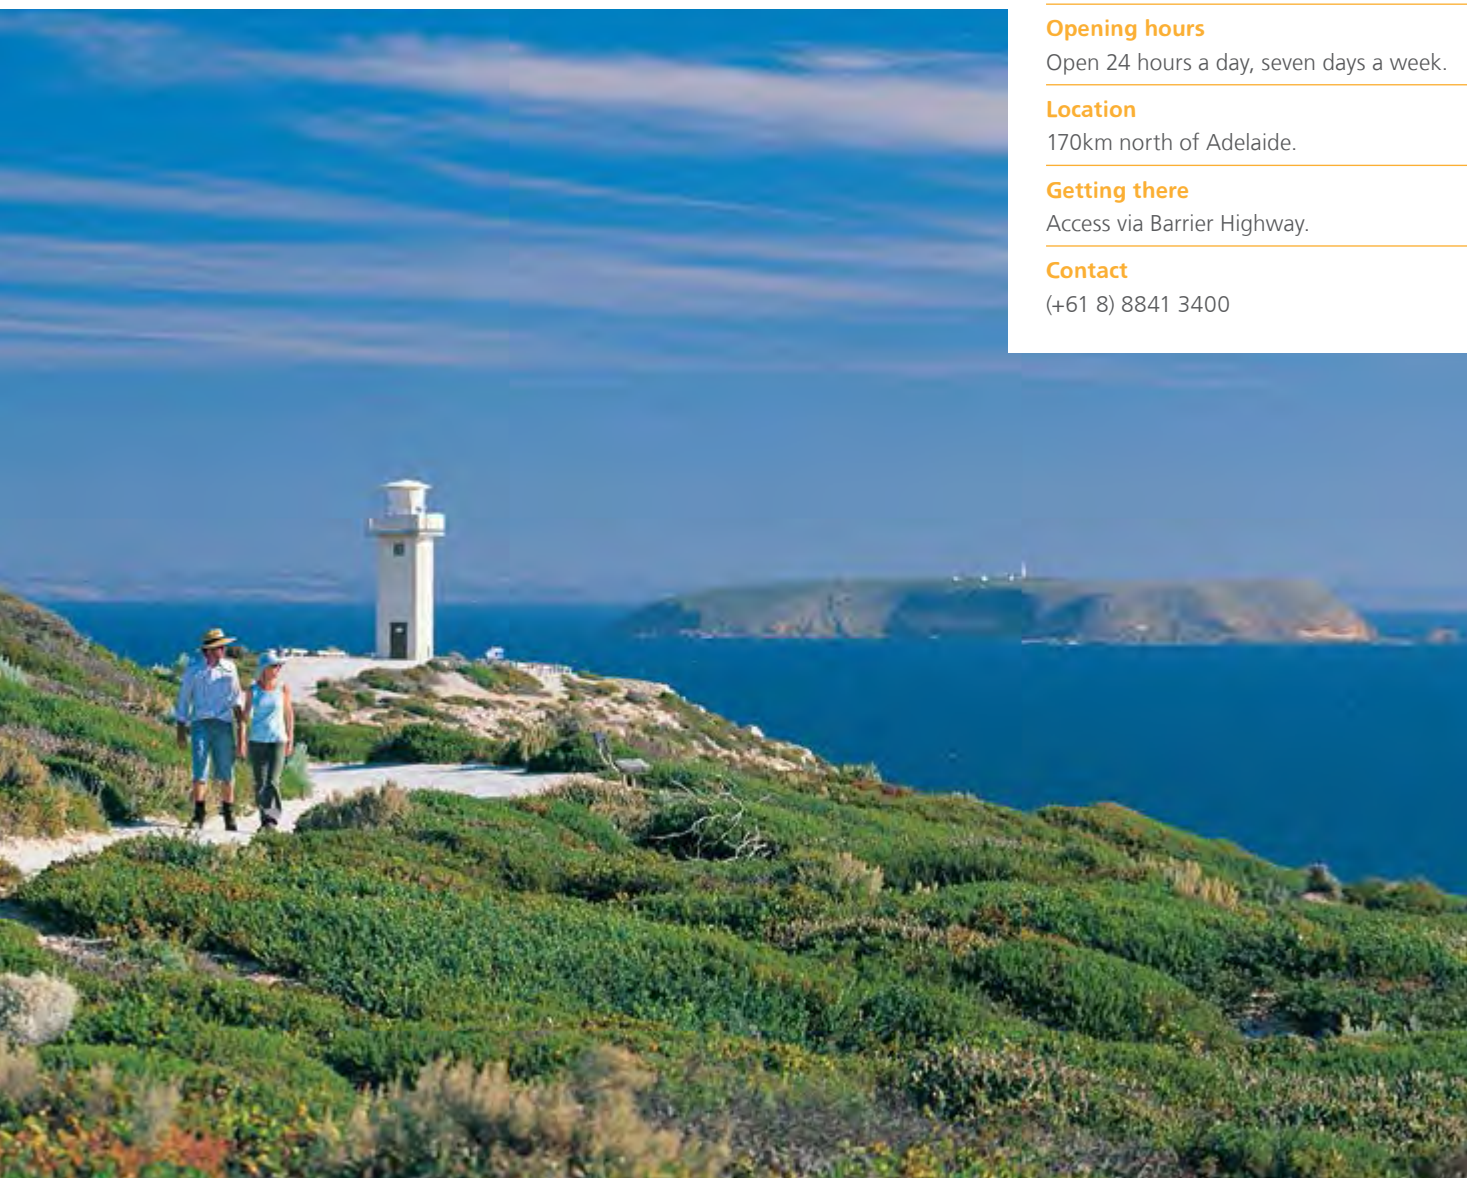 Opening hours
Open 24 hours a day, seven days a week.
Location
170km north of Adelaide.
Getting there
Access via Barrier Highway.
Contact
(+61 8) 8841 3400